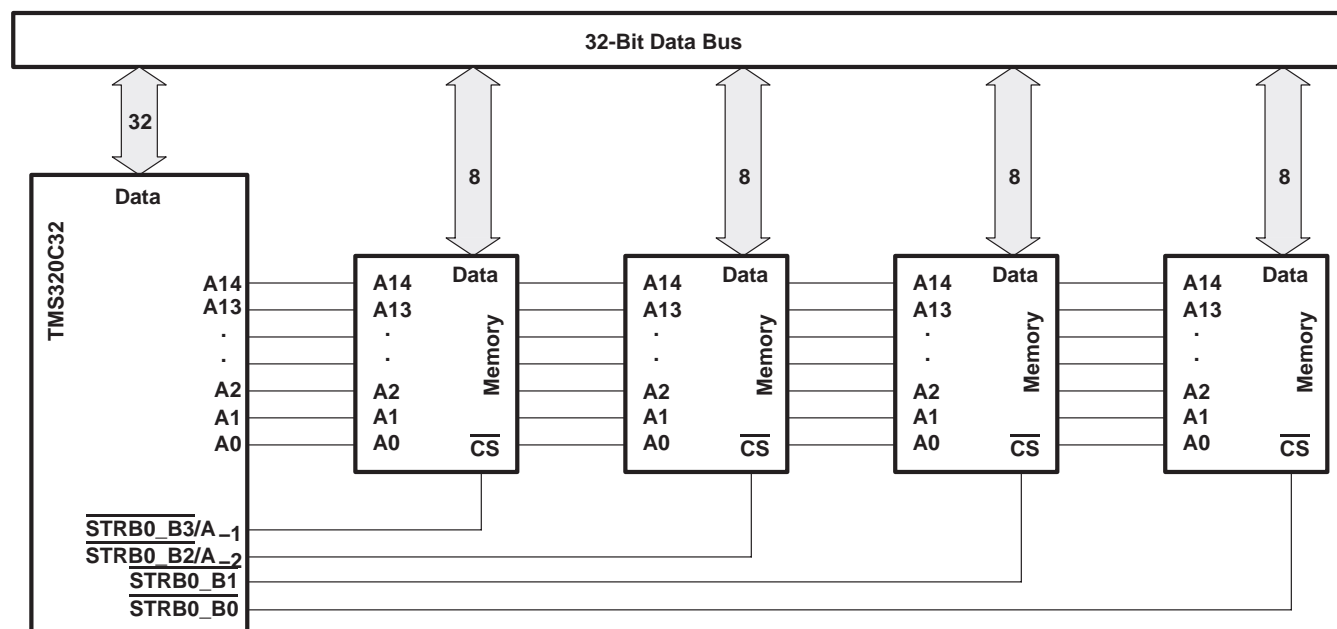 32-Bit Data Bus
32
8
8
8
8
Data
TMS320C32
A14
A13
.
.
A2
A1
A0
STRB0_B3/A–1
STRB0_B2/A–2
STRB0_B1
STRB0_B0
Data
A14
A13
.
.
A2
A1
A0
Memory
CS
Data
A14
A13
.
.
A2
A1
A0
Memory
CS
Data
A14
A13
.
.
A2
A1
A0
Memory
CS
Data
A14
A13
.
.
A2
A1
A0
Memory
CS